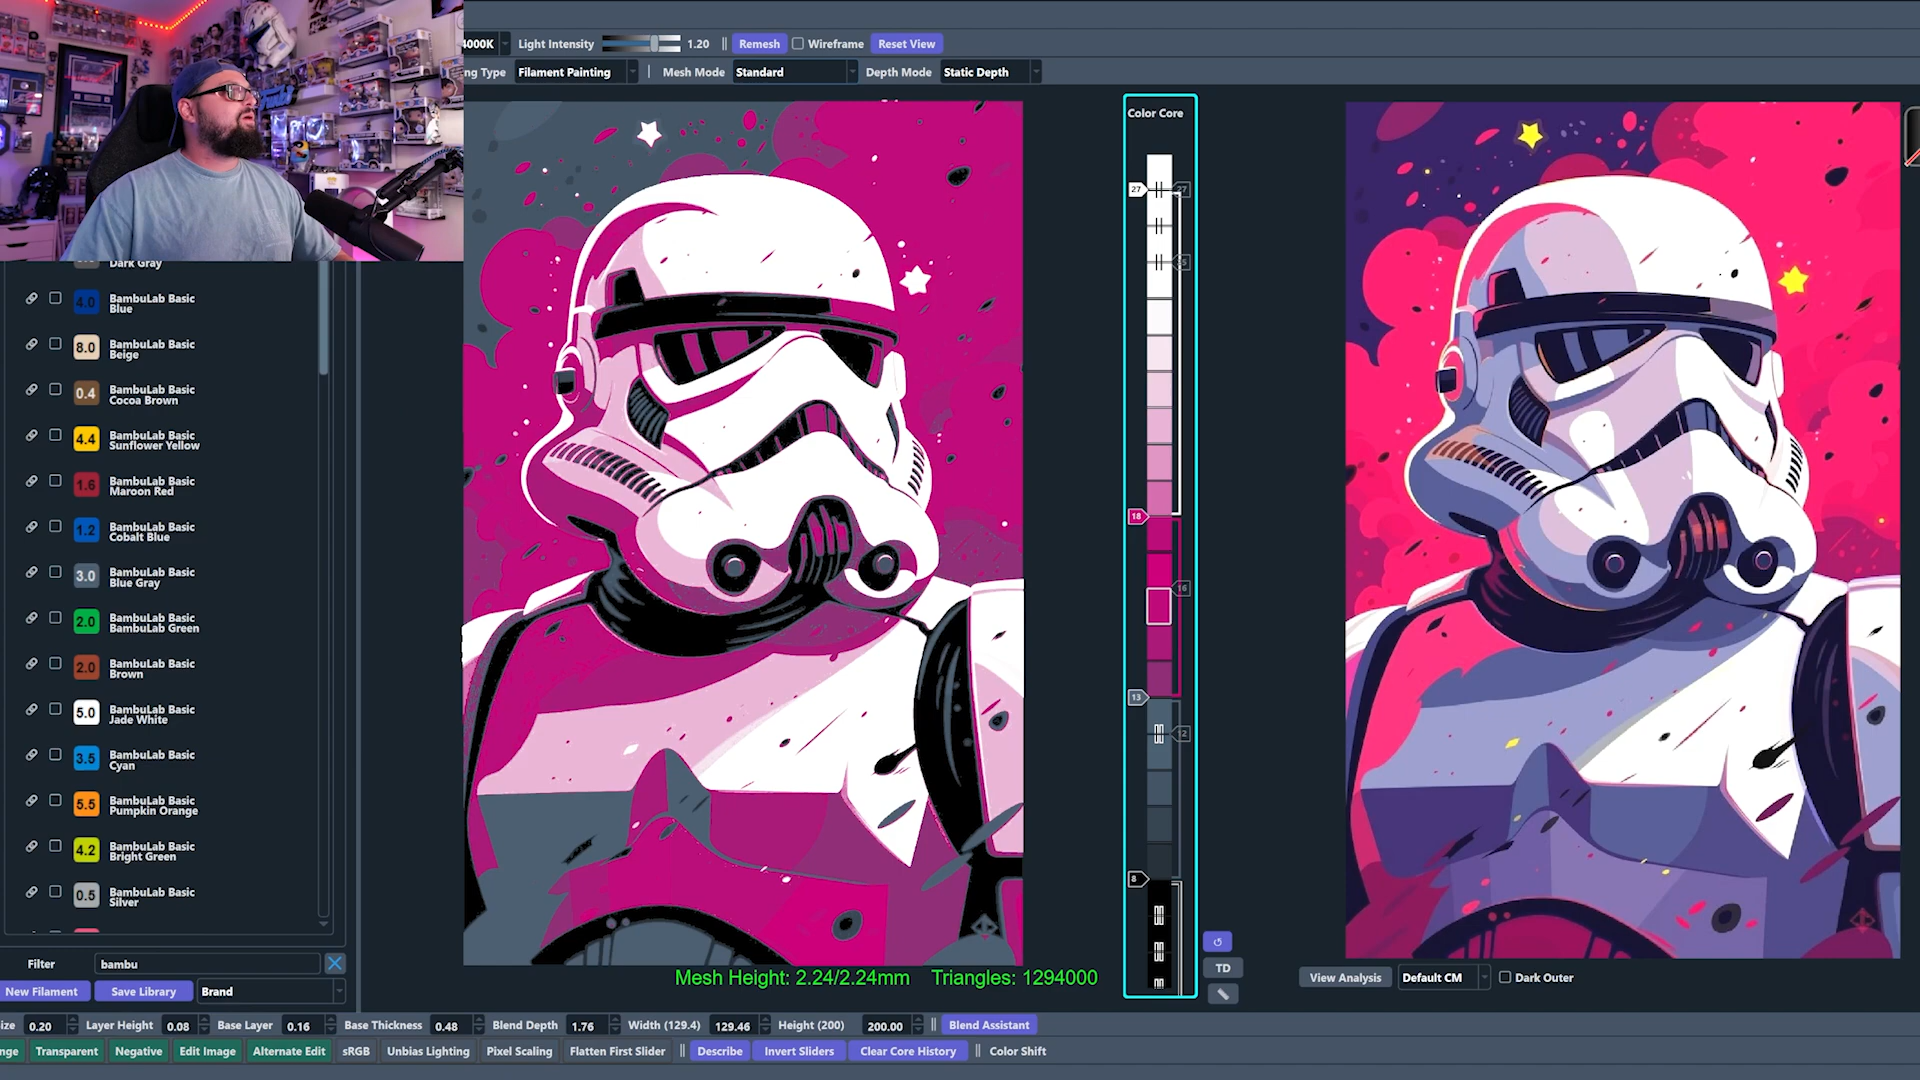 4000K Light Intensity 1.20 Remesh Wireframe Reset View
ng Type Filament Painting Mesh Mode Standard Depth Mode Static Depth
Color Core
27 27
18
16
13
12
8
Dark Gray
4.0 BambuLab Basic
Blue
8.0 BambuLab Basic
Beige
0.4 BambuLab Basic
Cocoa Brown
4.4 BambuLab Basic
Sunflower Yellow
1.6 BambuLab Basic
Maroon Red
1.2 BambuLab Basic
Cobalt Blue
3.0 BambuLab Basic
Blue Gray
2.0 BambuLab Basic
BambuLab Green
2.0 BambuLab Basic
Brown
5.0 BambuLab Basic
Jade White
3.5 BambuLab Basic
Cyan
5.5 BambuLab Basic
Pumpkin Orange
4.2 BambuLab Basic
Bright Green
0.5 BambuLab Basic
Silver
Filter bambu
New Filament Save Library Brand
Mesh Height: 2.24/2.24mm Triangles: 1294000
TD
View Analysis Default CM Dark Outer
ize 0.20 Layer Height 0.08 Base Layer 0.16 Base Thickness 0.48 Blend Depth 1.76 Width (129.4) 129.46 Height (200) 200.00 Blend Assistant
nge Transparent Negative Edit Image Alternate Edit sRGB Unbias Lighting Pixel Scaling Flatten First Slider Describe Invert Sliders Clear Core History Color Shift